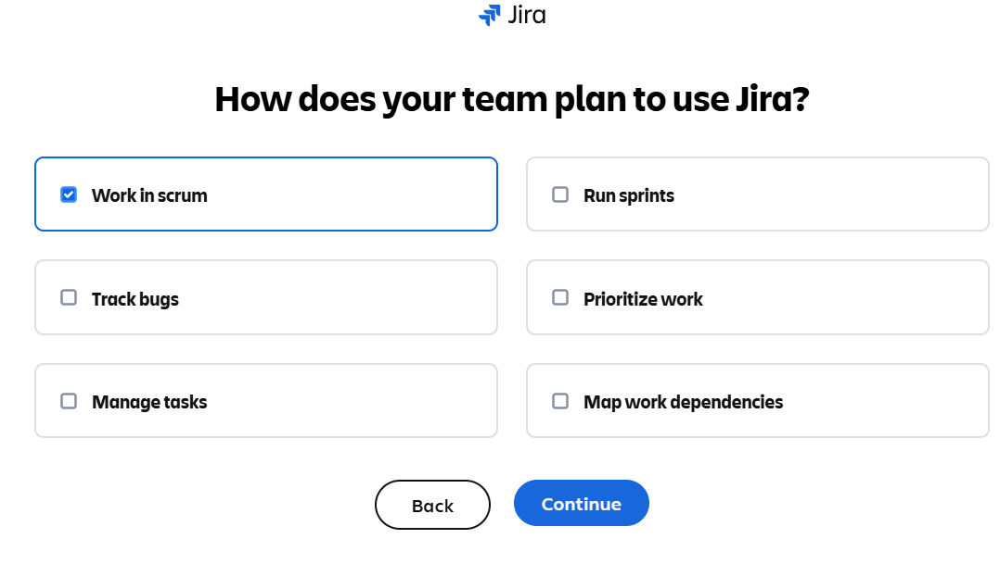 Jira
How does your team plan to use Jira?
Work in scrum
Run sprints
Track bugs
Prioritize work
Manage tasks
Map work dependencies
Back
Continue